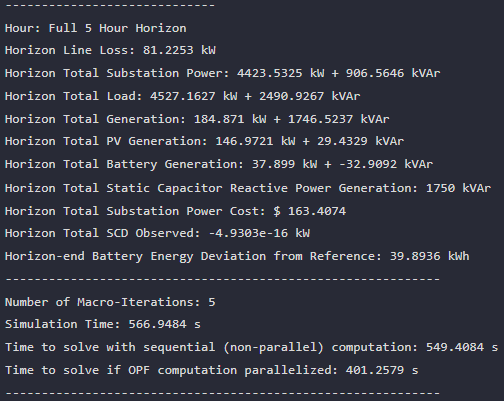 -----------------------------
Hour: Full 5 Hour Horizon
Horizon Line Loss: 81.2253 kW
Horizon Total Substation Power: 4423.5325 kW + 906.5646 kVAr
Horizon Total Load: 4527.1627 kW + 2490.9267 kVAr
Horizon Total Generation: 184.871 kW + 1746.5237 kVAr
Horizon Total PV Generation: 146.9721 kW + 29.4329 kVAr
Horizon Total Battery Generation: 37.899 kW + -32.9092 kVAr
Horizon Total Static Capacitor Reactive Power Generation: 1750 kVAr
Horizon Total Substation Power Cost: $ 163.4074
Horizon Total SCD Observed: -4.9303e-16 kW
Horizon-end Battery Energy Deviation from Reference: 39.8936 kWh
------------------------------------------------------------
Number of Macro-Iterations: 5
Simulation Time: 566.9484 s
Time to solve with sequential (non-parallel) computation: 549.4084 s
Time to solve if OPF computation parallelized: 401.2579 s
------------------------------------------------------------